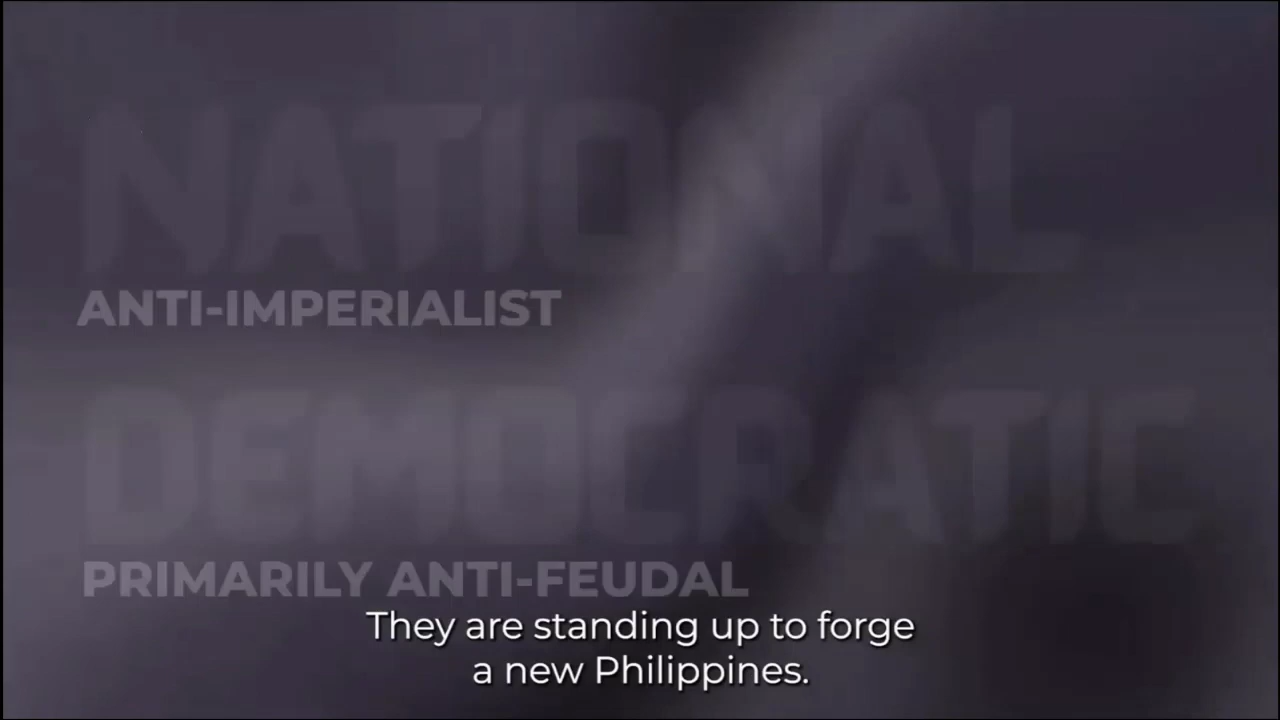 NATIONAL
ANTI-IMPERIALIST
DEMOCRATIC
PRIMARILY ANTI-FEUDAL
They are standing up to forge
a new Philippines.